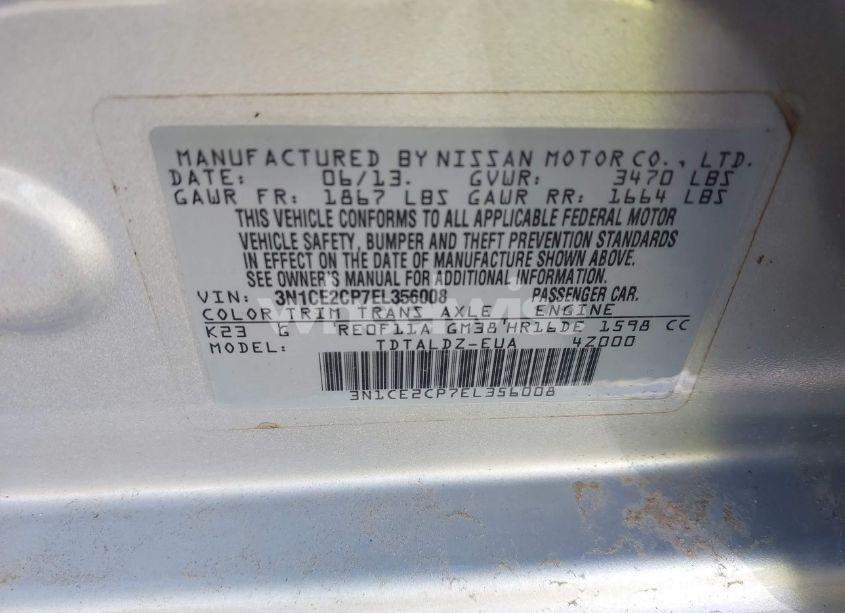 MANUFACTURED BY NISSAN MOTOR CO., LTD.
DATE: 06/13. GVWR: 3470 LBS
GAWR FR: 1867 LBS GAWR RR: 1664 LBS
THIS VEHICLE CONFORMS TO ALL APPLICABLE FEDERAL MOTOR
VEHICLE SAFETY, BUMPER AND THEFT PREVENTION STANDARDS
IN EFFECT ON THE DATE OF MANUFACTURE SHOWN ABOVE.
SEE OWNER'S MANUAL FOR ADDITIONAL INFORMATION.
VIN: 3N1CE2CP7EL356008 PASSENGER CAR.
COLOR TRIM TRANS AXLE ENGINE
K23 G RE0F11A GM38 HR16DE 1598 CC
MODEL: TDTALDZ-EUA 4Z000
3N1CE2CP7EL356008